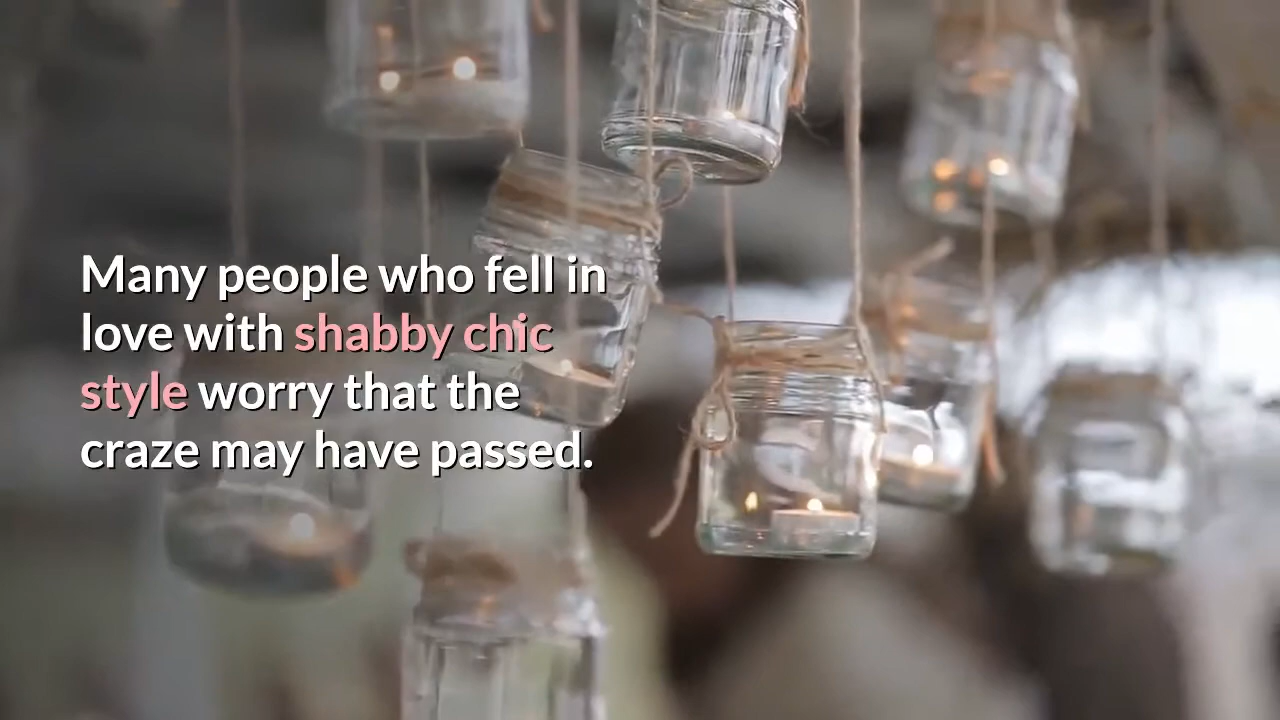 Many people who fell in
love with shabby chic
style worry that the
craze may have passed.